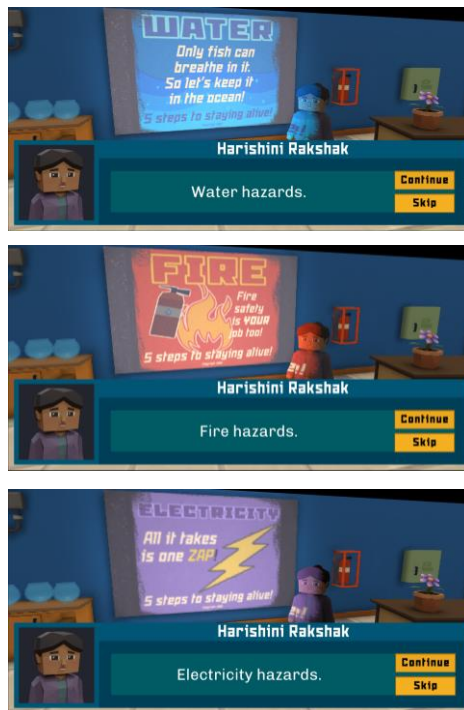 WATER
Only fish can
breathe in it.
So let's keep it
in the ocean!
5 steps to staying alive!
Harishini Rakshak
Water hazards.
Continue
Skip
FIRE
Fire
safety
is YOUR
job too!
5 steps to staying alive!
Harishini Rakshak
Fire hazards.
Continue
Skip
ELECTRICITY
All it takes
is one ZAP!
5 steps to staying alive!
Harishini Rakshak
Electricity hazards.
Continue
Skip